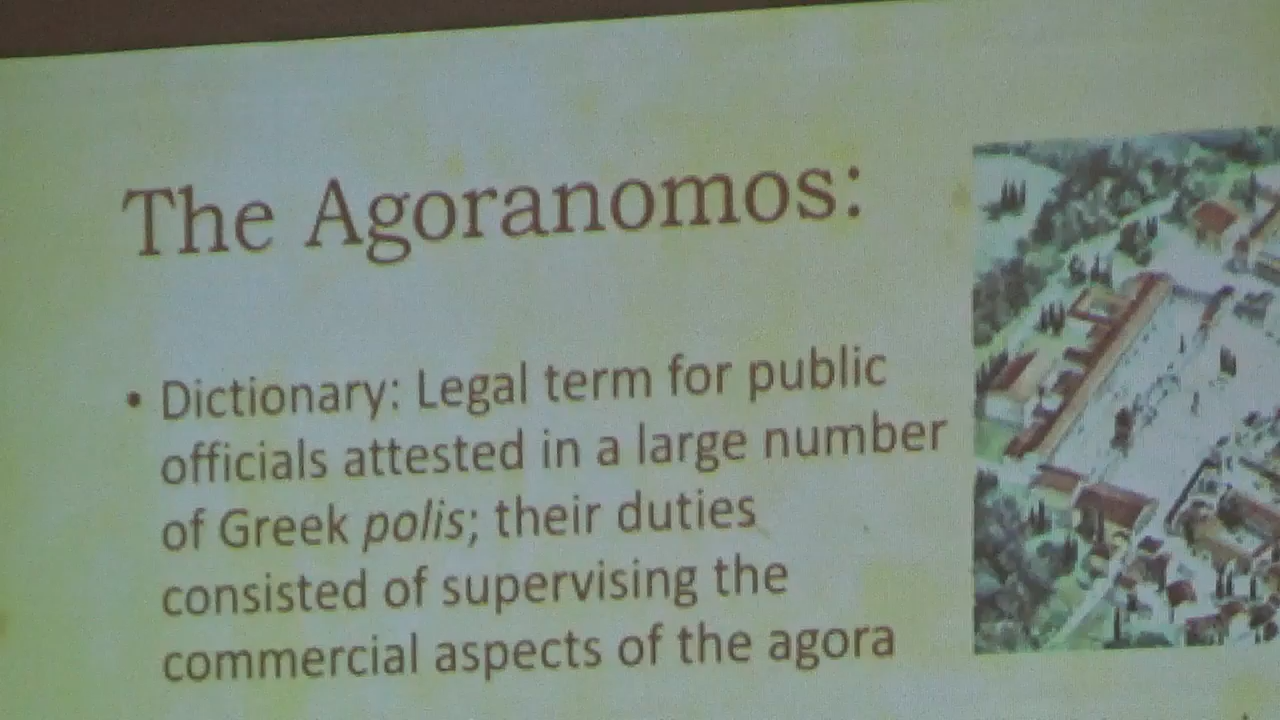 The Agoranomos:
• Dictionary: Legal term for public
officials attested in a large number
of Greek polis; their duties
consisted of supervising the
commercial aspects of the agora